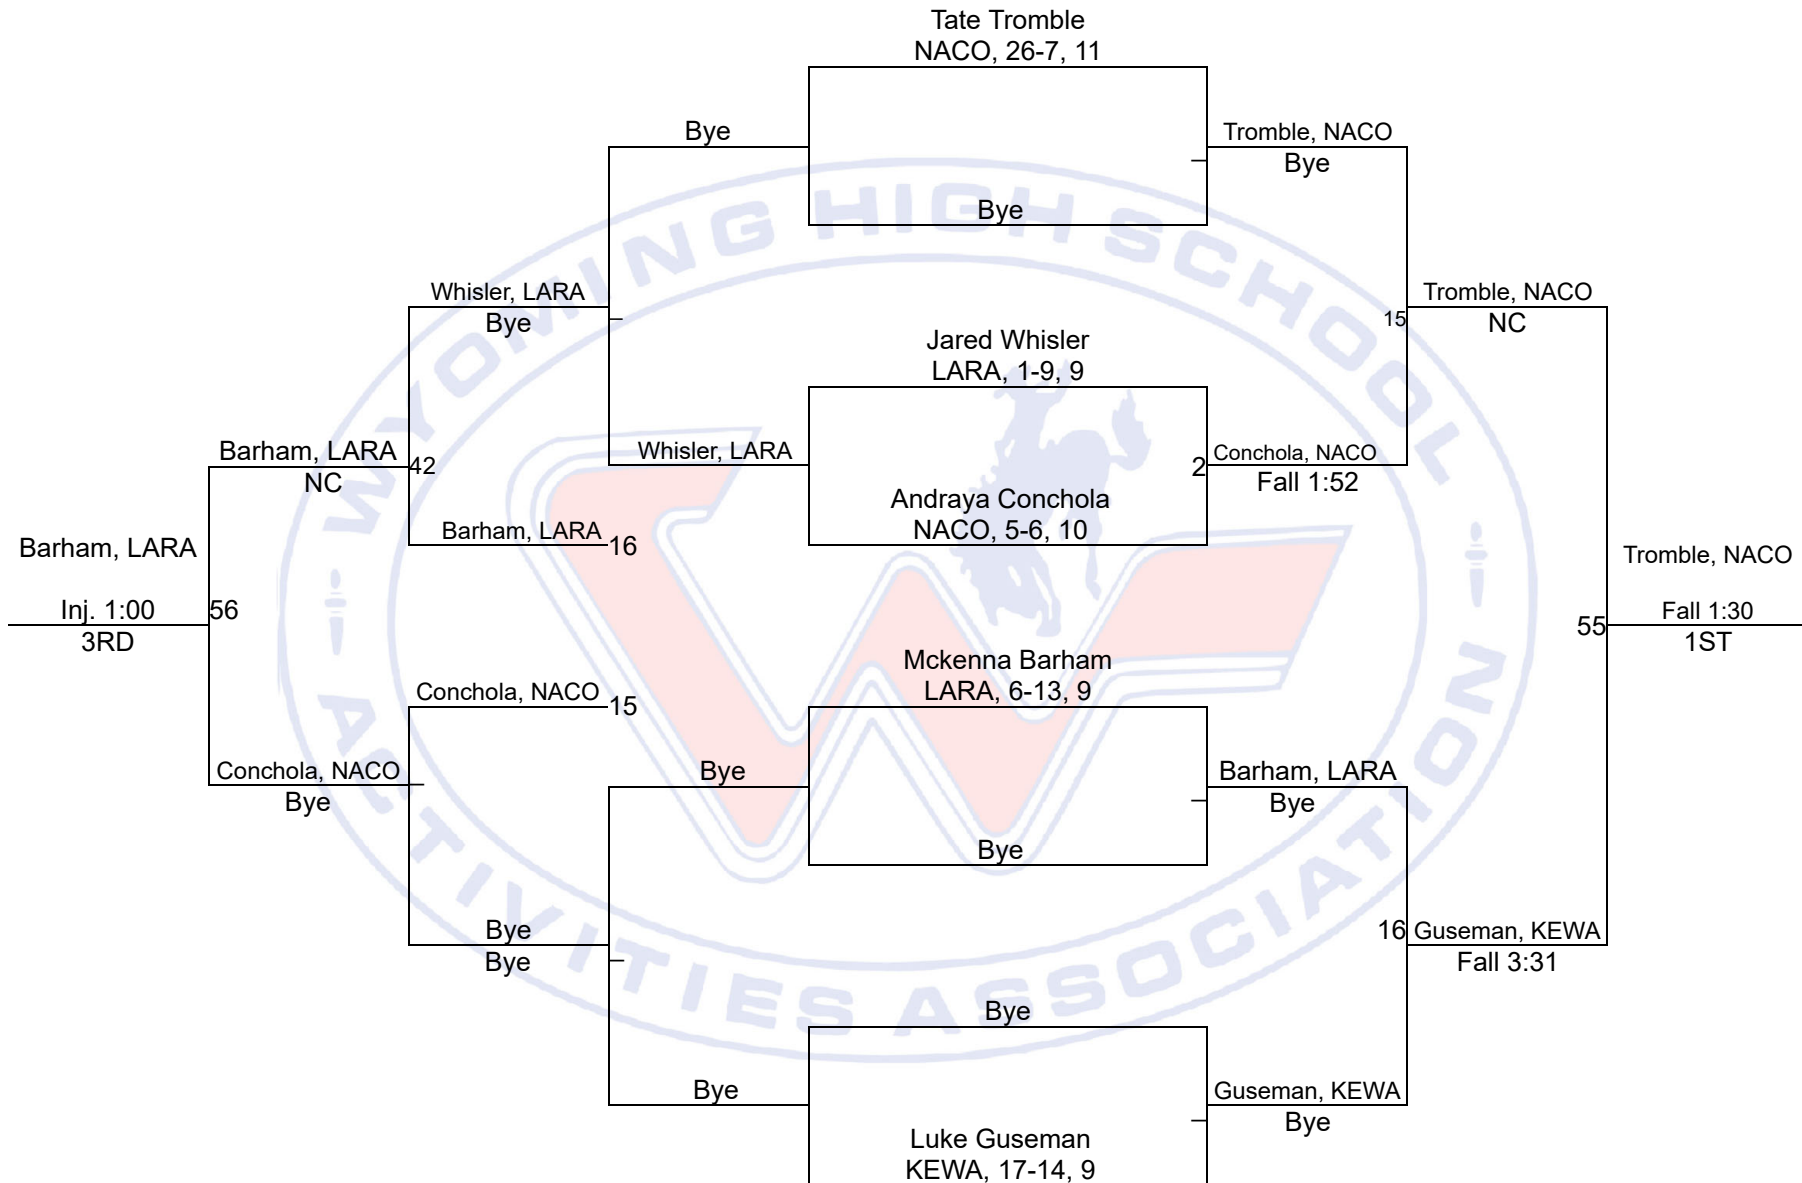 Tate Tromble
NACO, 26-7, 11
Bye
Tromble, NACO
Bye
Bye
Whisler, LARA
Bye
Tromble, NACO
NC
15
Jared Whisler
LARA, 1-9, 9
Barham, LARA
NC
42
Whisler, LARA
2
Conchola, NACO
Fall 1:52
Andraya Conchola
NACO, 5-6, 10
Barham, LARA
16
Barham, LARA
Inj. 1:00
3RD
56
Tromble, NACO
Fall 1:30
1ST
55
Mckenna Barham
LARA, 6-13, 9
Conchola, NACO
15
Conchola, NACO
Bye
Bye
Barham, LARA
Bye
Bye
Bye
Bye
16
Guseman, KEWA
Fall 3:31
Bye
Bye
Guseman, KEWA
Bye
Luke Guseman
KEWA, 17-14, 9
WYOMING HIGH SCHOOL
ACTIVITIES ASSOCIATION